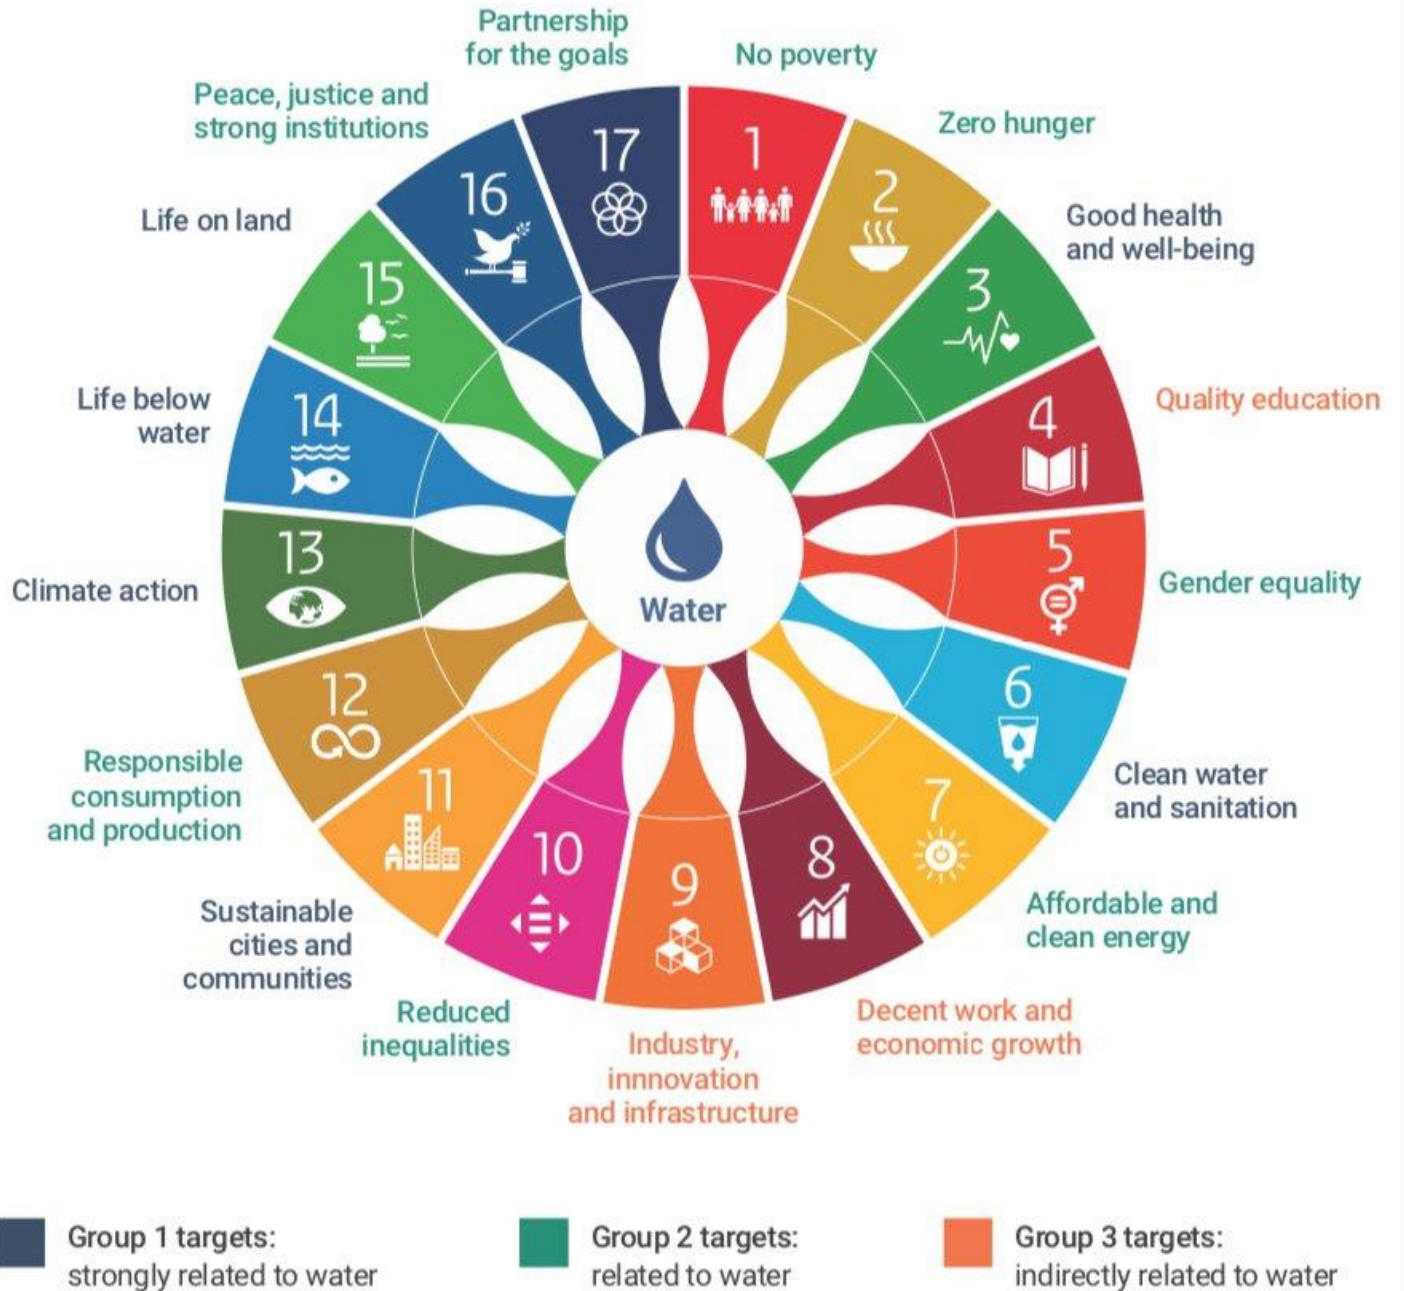 Partnership
for the goals
No poverty
Peace, justice and
strong institutions
Zero hunger
Life on land
Good health
and well-being
Life below
water
Quality education
Climate action
Gender equality
Responsible
consumption
and production
Clean water
and sanitation
Sustainable
cities and
communities
Affordable and
clean energy
Reduced
inequalities
Industry,
innnovation
and infrastructure
Decent work and
economic growth
17
1
16
2
15
3
14
4
13
5
12
6
11
7
10
8
9
Water
Group 1 targets:
strongly related to water
Group 2 targets:
related to water
Group 3 targets:
indirectly related to water